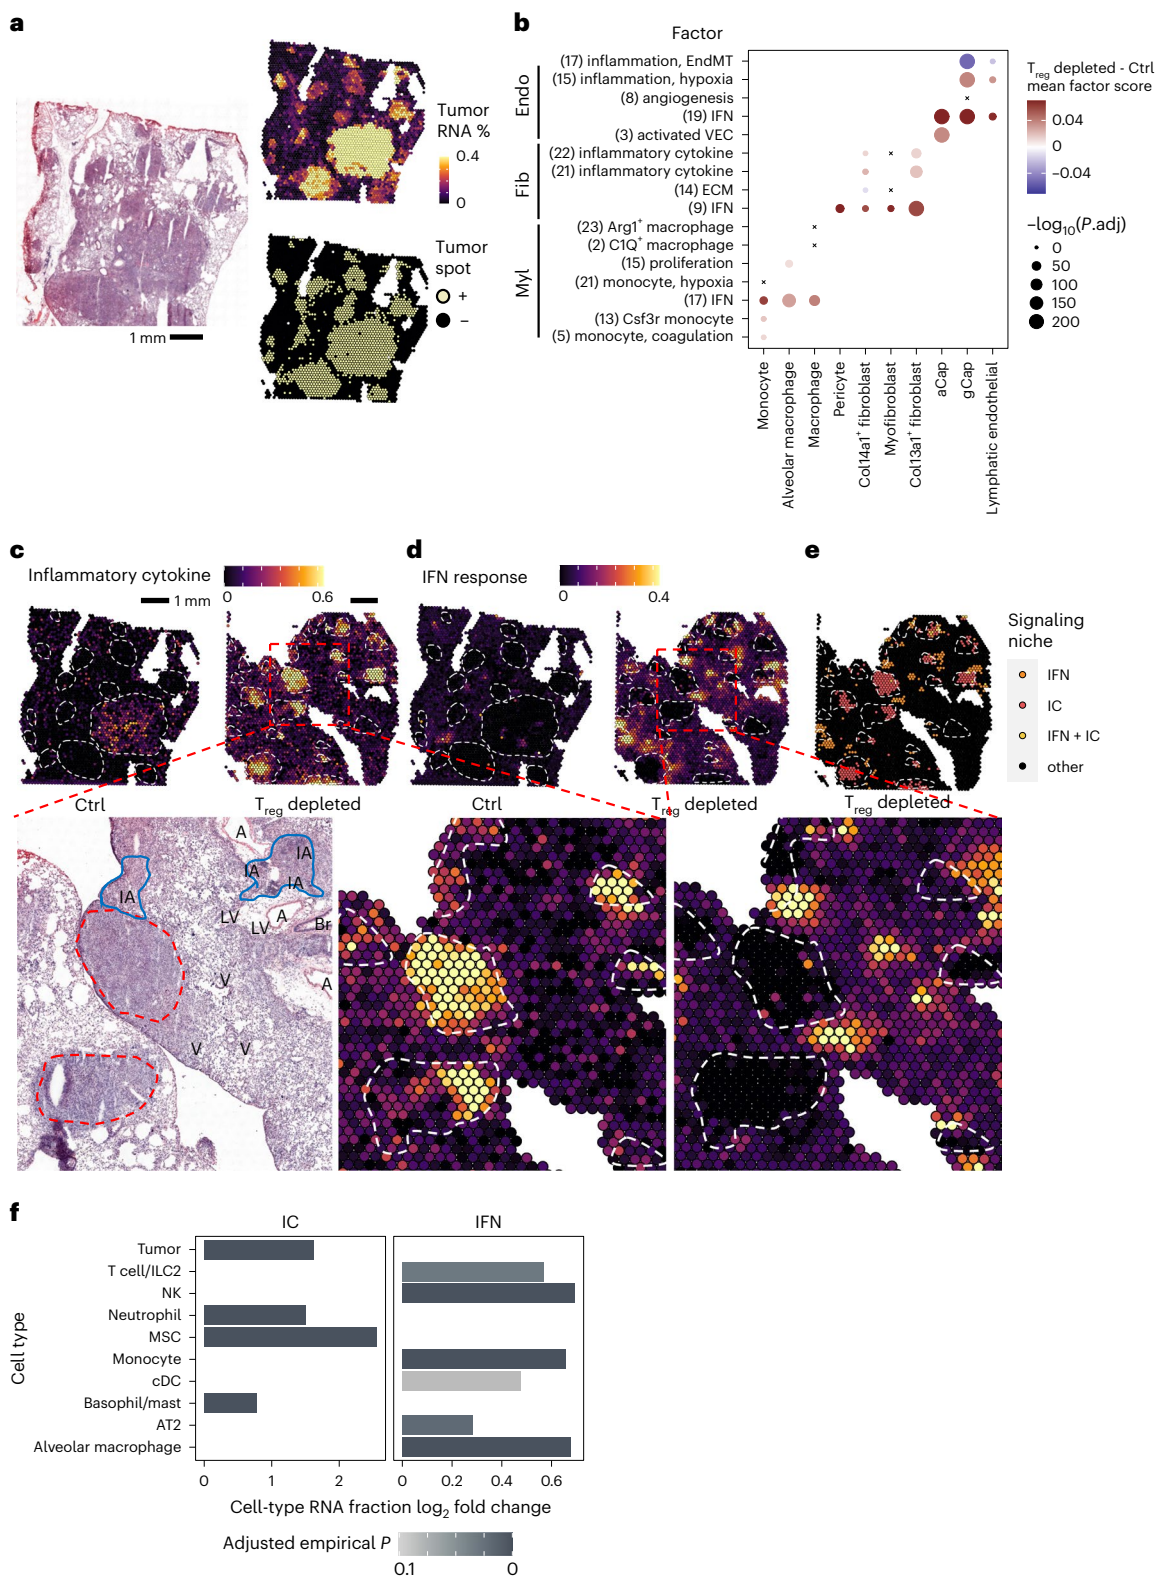 a
Tumor
RNA %
0.4
0
Tumor
spot
+
–
1 mm
b
Factor
Endo
Fib
Myl
(17) inflammation, EndMT
(15) inflammation, hypoxia
(8) angiogenesis
(19) IFN
(3) activated VEC
(22) inflammatory cytokine
(21) inflammatory cytokine
(14) ECM
(9) IFN
(23) Arg1+ macrophage
(2) C1Q+ macrophage
(15) proliferation
(21) monocyte, hypoxia
(17) IFN
(13) Csf3r monocyte
(5) monocyte, coagulation
Monocyte
Alveolar macrophage
Macrophage
Pericyte
Col14a1+ fibroblast
Myofibroblast
Col13a1+ fibroblast
aCap
gCap
Lymphatic endothelial
Treg depleted - Ctrl
mean factor score
0.04
0
−0.04
−log10(P.adj)
0
50
100
150
200
c
Inflammatory cytokine
0
0.6
1 mm
Ctrl
Treg depleted
d
IFN response
0
0.4
Ctrl
Treg depleted
e
Treg depleted
Signaling
niche
IFN
IC
IFN + IC
other
A
IA
IA
IA
IA
LV
LV
A
Br
V
A
V
V
f
IC
IFN
Cell type
Tumor
T cell/ILC2
NK
Neutrophil
MSC
Monocyte
cDC
Basophil/mast
AT2
Alveolar macrophage
0
1
2
0
0.2
0.4
0.6
Cell-type RNA fraction log2 fold change
Adjusted empirical P
0.1
0